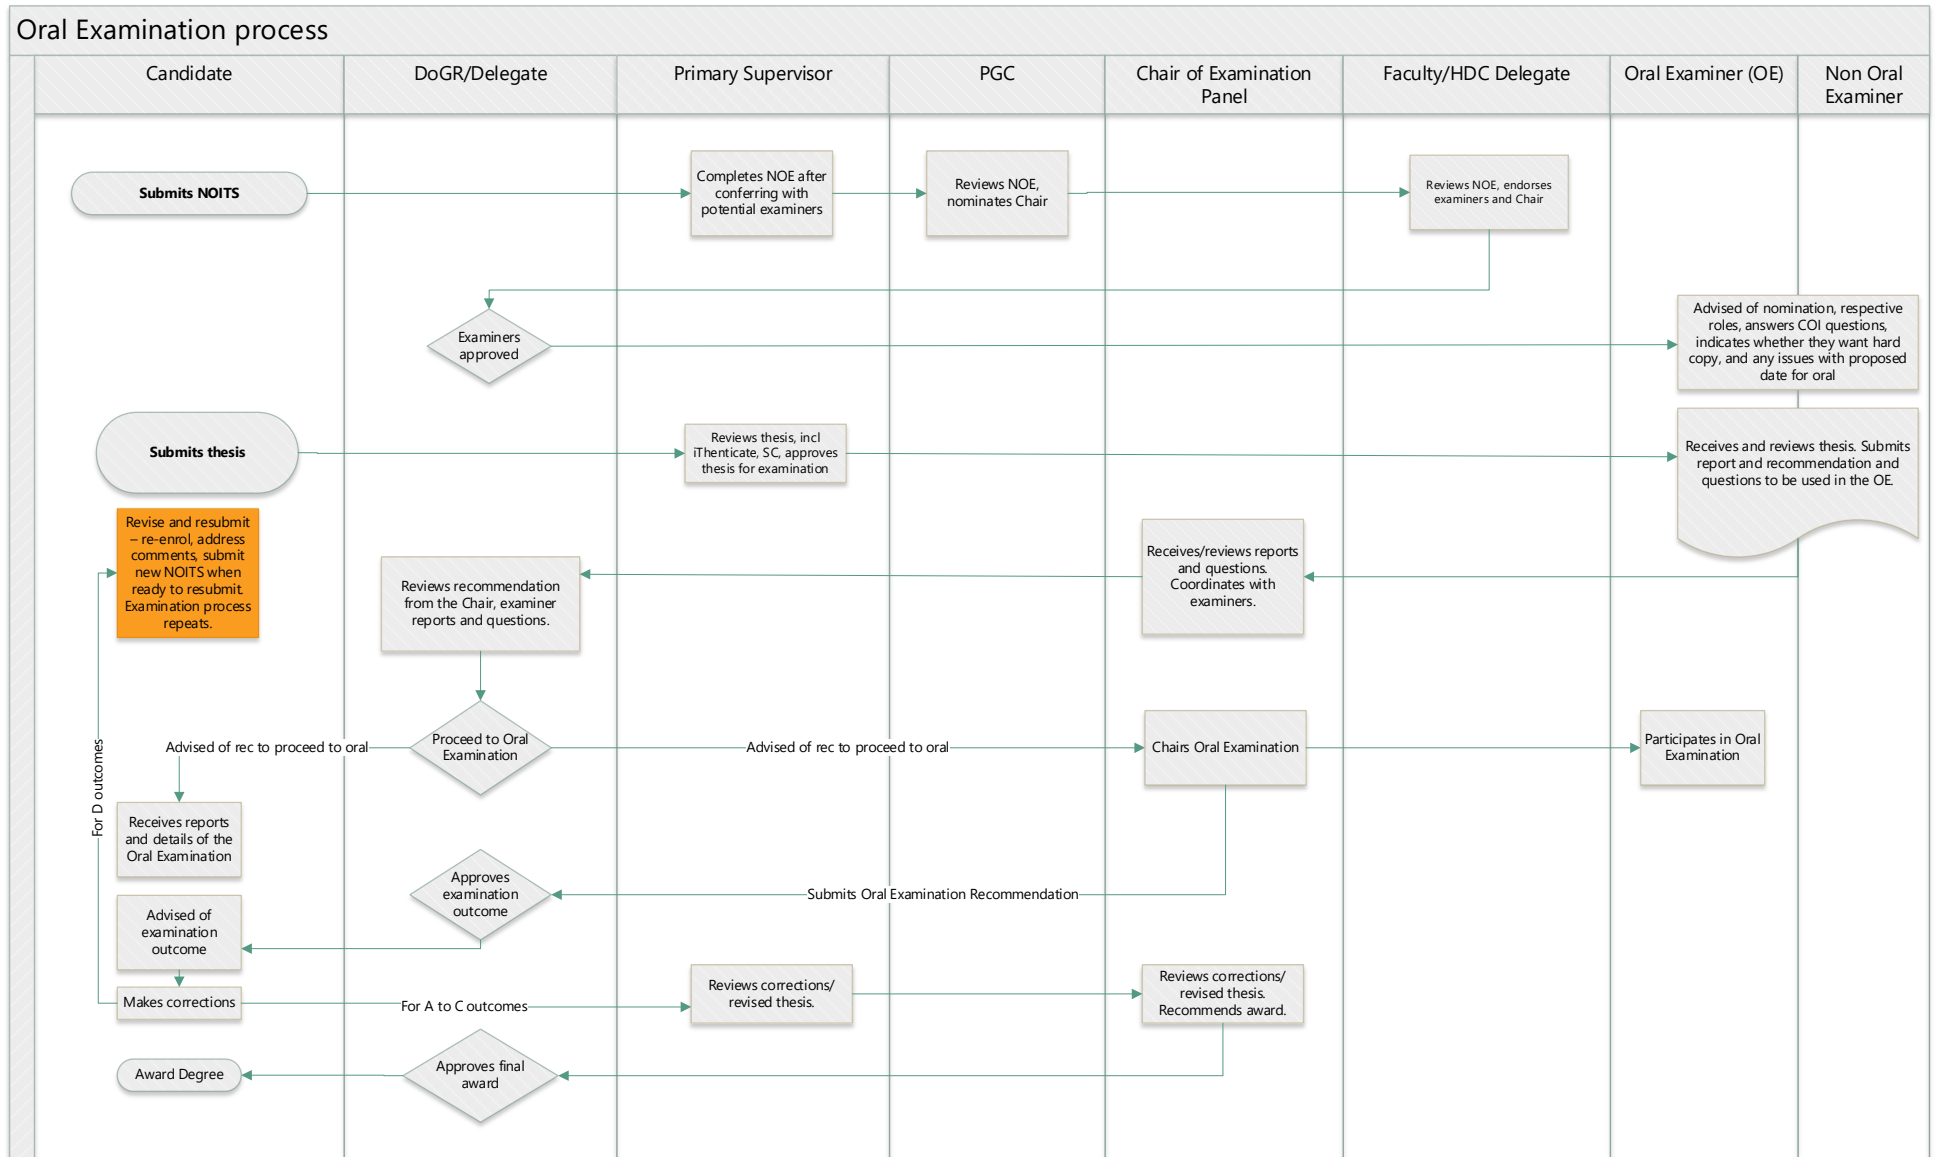 Oral Examination process
Candidate
DoGR/Delegate
Primary Supervisor
PGC
Chair of Examination
Panel
Faculty/HDC Delegate
Oral Examiner (OE)
Non Oral
Examiner
Submits NOITS
Completes NOE after
conferring with
potential examiners
Reviews NOE,
nominates Chair
Reviews NOE, endorses
examiners and Chair
Examiners
approved
Advised of nomination, respective
roles, answers COI questions,
indicates whether they want hard
copy, and any issues with proposed
date for oral
Submits thesis
Reviews thesis, incl
iThenticate, SC, approves
thesis for examination
Receives and reviews thesis. Submits
report and recommendation and
questions to be used in the OE.
Revise and resubmit
– re-enrol, address
comments, submit
new NOITS when
ready to resubmit.
Examination process
repeats.
Reviews recommendation
from the Chair, examiner
reports and questions.
Receives/reviews reports
and questions.
Coordinates with
examiners.
For D outcomes
Advised of rec to proceed to oral
Proceed to Oral
Examination
Advised of rec to proceed to oral
Chairs Oral Examination
Participates in Oral
Examination
Receives reports
and details of the
Oral Examination
Approves
examination
outcome
Submits Oral Examination Recommendation
Advised of
examination
outcome
Makes corrections
For A to C outcomes
Reviews corrections/
revised thesis.
Reviews corrections/
revised thesis.
Recommends award.
Award Degree
Approves final
award